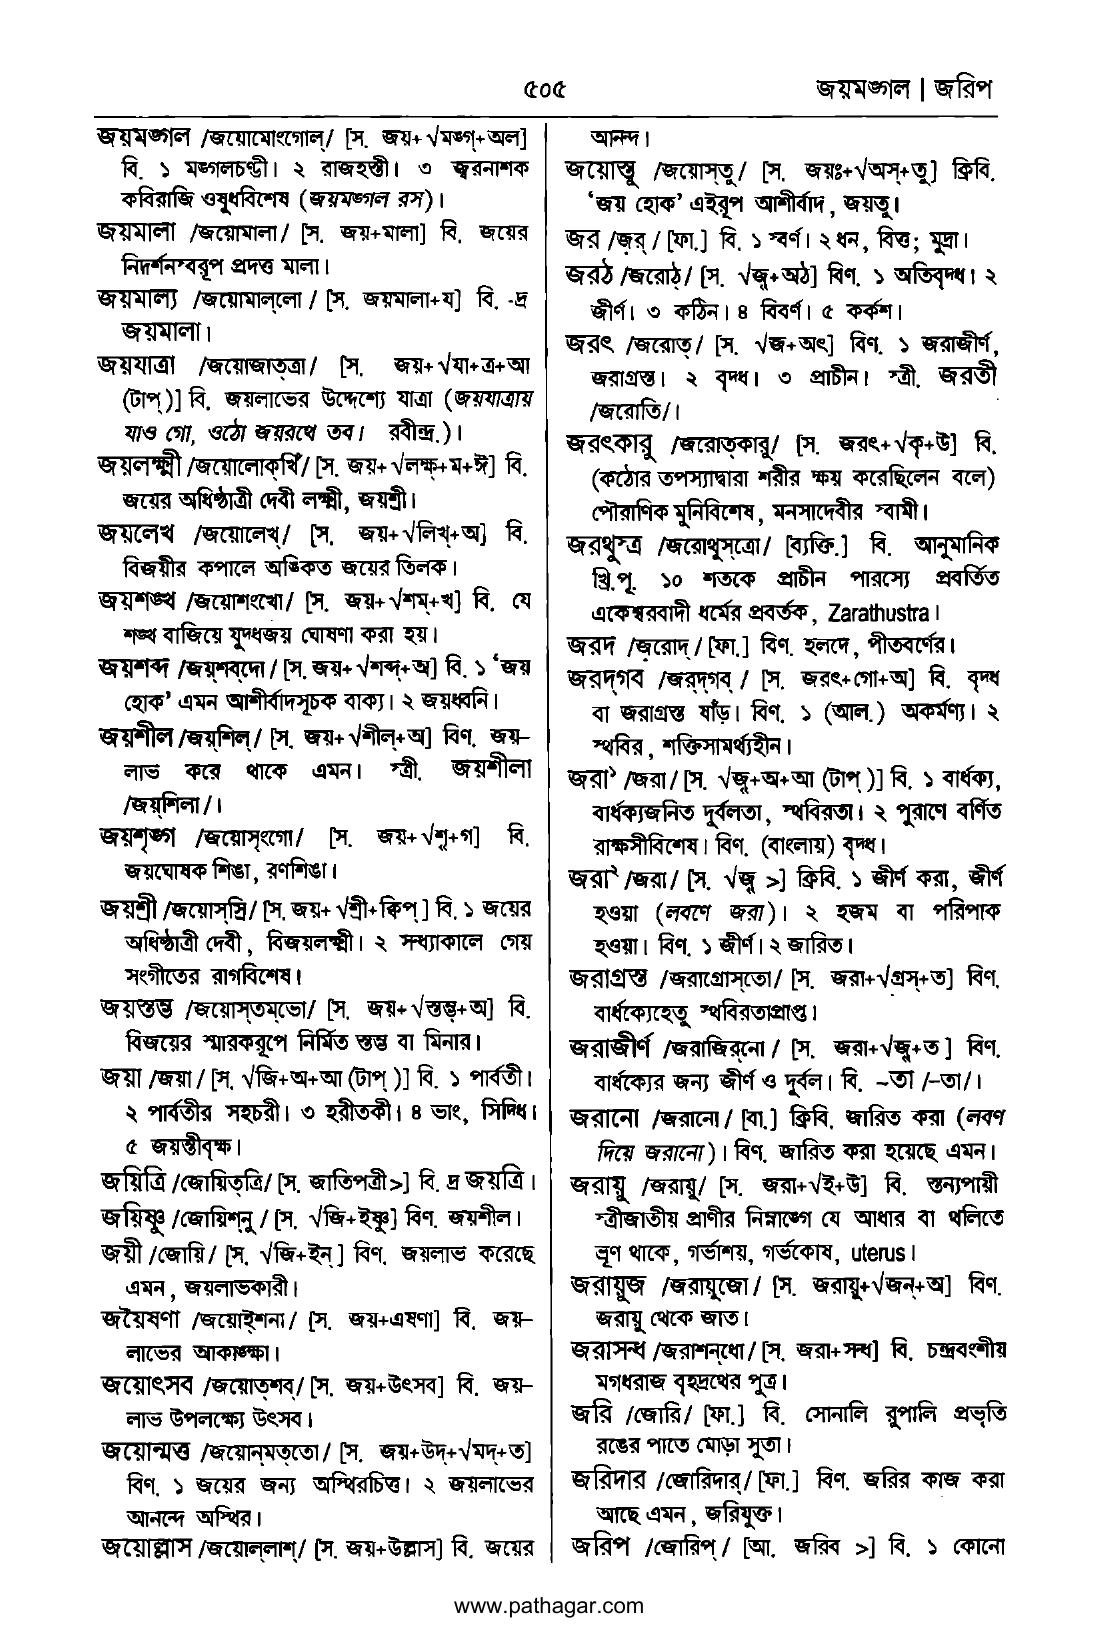 ৫০৫
জয়মঙ্গল | জরিপ
জয়মঙ্গল /জয়োমোংগোল্/ [স. জয়+√মঙ্গ্+অল]
বি. ১ মঙ্গলচণ্ডী। ২ রাজহস্তী। ৩ জ্বরনাশক
কবিরাজি ওষুধবিশেষ (জয়মঙ্গল রস)।
জয়মালা /জয়োমালা/ [স. জয়+মালা] বি. জয়ের
নিদর্শনস্বরূপ প্রদত্ত মালা।
জয়মাল্য /জয়োমাল্‌লো/ [স. জয়মালা+য] বি. -দ্র
জয়মালা।
জয়যাত্রা /জয়োজাত্‌ত্রা/ [স. জয়+√যা+ত্র+আ
(টাপ্)] বি. জয়লাভের উদ্দেশ্যে যাত্রা (জয়যাত্রায়
যাও গো, ওঠো জয়রথে তব। রবীন্দ্র.)।
জয়লক্ষ্মী /জয়োলোক্‌খিঁ/ [স. জয়+√লক্ষ্+ম+ঈ] বি.
জয়ের অধিষ্ঠাত্রী দেবী লক্ষ্মী, জয়শ্রী।
জয়লেখ /জয়োলেখ্/ [স. জয়+√লিখ্+অ] বি.
বিজয়ীর কপালে অঙ্কিত জয়ের তিলক।
জয়শঙ্খ /জয়োশংখো/ [স. জয়+√শম্+খ] বি. যে
শঙ্খ বাজিয়ে যুদ্ধজয় ঘোষণা করা হয়।
জয়শব্দ /জয়্‌শব্‌দো/ [স. জয়+√শব্দ্+অ] বি. ১ ‘জয়
হোক’ এমন আশীর্বাদসূচক বাক্য। ২ জয়ধ্বনি।
জয়শীল /জয়্‌শিল্/ [স. জয়+√শীল্+অ] বিণ. জয়–
লাভ করে থাকে এমন। স্ত্রী. জয়শীলা
/জয়্‌শিলা/।
জয়শৃঙ্গ /জয়োস্‌ংগো/ [স. জয়+√শৃ+গ] বি.
জয়ঘোষক শিঙা, রণশিঙা।
জয়শ্রী /জয়োস্‌স্রি/ [স. জয়+√শ্রী+ক্বিপ্] বি. ১ জয়ের
অধিষ্ঠাত্রী দেবী, বিজয়লক্ষ্মী। ২ সন্ধ্যাকালে গেয়
সংগীতের রাগবিশেষ।
জয়স্তম্ভ /জয়োস্‌তম্‌ভো/ [স. জয়+√স্তম্ভ্+অ] বি.
বিজয়ের স্মারকরূপে নির্মিত স্তম্ভ বা মিনার।
জয়া /জয়া/ [স. √জি+অ+আ (টাপ্)] বি. ১ পার্বতী।
২ পার্বতীর সহচরী। ৩ হরীতকী। ৪ ভাং, সিদ্ধি।
৫ জয়ন্তীবৃক্ষ।
জয়িত্রি /জোয়িত্‌ত্রি/ [স. জাতিপত্রী>] বি. দ্র জয়ত্রি।
জয়িষ্ণু /জোয়িশ্‌নু/ [স. √জি+ইষ্ণু] বিণ. জয়শীল।
জয়ী /জোয়ি/ [স. √জি+ইন্] বিণ. জয়লাভ করেছে
এমন, জয়লাভকারী।
জয়ৈষণা /জয়োইশনা/ [স. জয়+এষণা] বি. জয়–
লাভের আকাঙ্ক্ষা।
জয়োৎসব /জয়োত্‌শব্/ [স. জয়+উৎসব] বি. জয়–
লাভ উপলক্ষ্যে উৎসব।
জয়োন্মত্ত /জয়োন্‌মত্‌তো/ [স. জয়+উদ্+√মদ্+ত]
বিণ. ১ জয়ের জন্য অস্থিরচিত্ত। ২ জয়লাভের
আনন্দে অস্থির।
জয়োল্লাস /জয়োল্‌লাশ্/ [স. জয়+উল্লাস] বি. জয়ের
আনন্দ।
জয়োস্তু /জয়োস্‌তু/ [স. জয়ঃ+√অস্+তু] ক্রিবি.
‘জয় হোক’ এইরূপ আশীর্বাদ, জয়তু।
জর /জ়র্/ [ফা.] বি. ১ স্বর্ণ। ২ ধন, বিত্ত; মুদ্রা।
জরঠ /জরোঠ্/ [স. √জৄ+অঠ] বিণ. ১ অতিবৃদ্ধ। ২
জীর্ণ। ৩ কঠিন। ৪ বিবর্ণ। ৫ কর্কশ।
জরৎ /জরোত্/ [স. √জৃ+অৎ] বিণ. ১ জরাজীর্ণ,
জরাগ্রস্ত। ২ বৃদ্ধ। ৩ প্রাচীন। স্ত্রী. জরতী
/জরোতি/।
জরৎকারু /জরোত্‌কারু/ [স. জরৎ+√কৃ+উ] বি.
(কঠোর তপস্যাদ্বারা শরীর ক্ষয় করেছিলেন বলে)
পৌরাণিক মুনিবিশেষ, মনসাদেবীর স্বামী।
জরথুস্ত্র /জরোথুস্‌ত্রো/ [ব্যক্তি.] বি. আনুমানিক
খ্রি.পূ. ১০ শতকে প্রাচীন পারস্যে প্রবর্তিত
একেশ্বরবাদী ধর্মের প্রবর্তক, Zarathustra।
জরদ /জ়রোদ্/ [ফা.] বিণ. হলদে, পীতবর্ণের।
জরদ্‌গব /জরদ্‌গব্/ [স. জরৎ+গো+অ] বি. বৃদ্ধ
বা জরাগ্রস্ত ষাঁড়। বিণ. ১ (আল.) অকর্মণ্য। ২
স্থবির, শক্তিসামর্থ্যহীন।
জরা১ /জরা/ [স. √জৄ+অ+আ (টাপ্)] বি. ১ বার্ধক্য,
বার্ধক্যজনিত দুর্বলতা, স্থবিরতা। ২ পুরাণে বর্ণিত
রাক্ষসীবিশেষ। বিণ. (বাংলায়) বৃদ্ধ।
জরা২ /জরা/ [স. √জৄ >] ক্রিবি. ১ জীর্ণ করা, জীর্ণ
হওয়া (লবণে জরা)। ২ হজম বা পরিপাক
হওয়া। বিণ. ১ জীর্ণ। ২ জারিত।
জরাগ্রস্ত /জরাগ্রোস্‌তো/ [স. জরা+√গ্রস্+ত] বিণ.
বার্ধক্যহেতু স্থবিরতাপ্রাপ্ত।
জরাজীর্ণ /জরাজির্‌নো/ [স. জরা+√জৄ+ত] বিণ.
বার্ধক্যের জন্য জীর্ণ ও দুর্বল। বি. –তা /–তা/।
জরানো /জরানো/ [বা.] ক্রিবি. জারিত করা (লবণ
দিয়ে জরানো)। বিণ. জারিত করা হয়েছে এমন।
জরায়ু /জরায়ু/ [স. জরা+√ই+উ] বি. স্তন্যপায়ী
স্ত্রীজাতীয় প্রাণীর নিম্নাঙ্গে যে আধার বা থলিতে
ভ্রূণ থাকে, গর্ভাশয়, গর্ভকোষ, uterus।
জরায়ুজ /জরায়ুজো/ [স. জরায়ু+√জন্+অ] বিণ.
জরায়ু থেকে জাত।
জরাসন্ধ /জরাশন্‌ধো/ [স. জরা+সন্ধ] বি. চন্দ্রবংশীয়
মগধরাজ বৃহদ্রথের পুত্র।
জরি /জোরি/ [ফা.] বি. সোনালি রুপালি প্রভৃতি
রঙের পাতে মোড়া সুতা।
জরিদার /জোরিদার্/ [ফা.] বিণ. জরির কাজ করা
আছে এমন, জরিযুক্ত।
জরিপ /জোরিপ্/ [আ. জরিব >] বি. ১ কোনো
www.pathagar.com